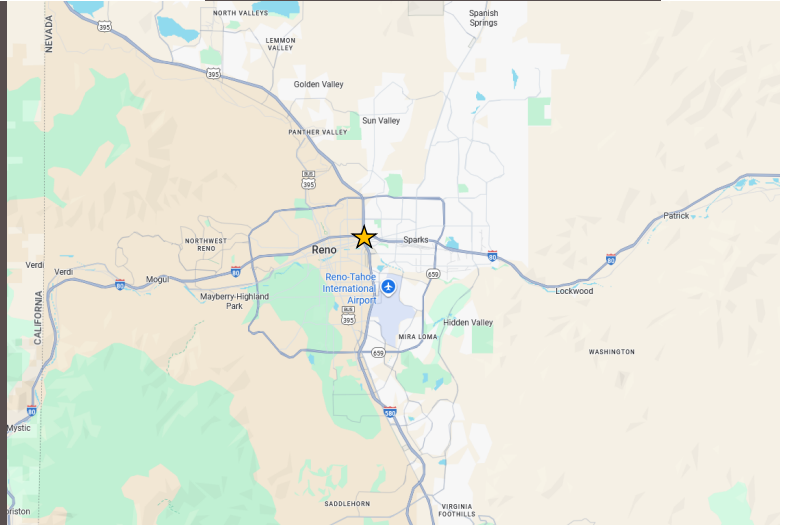 NEVADA
395
NORTH VALLEYS
Spanish
Springs
LEMMON
VALLEY
395
Golden Valley
Sun Valley
PANTHER VALLEY
BUS
395
Patrick
NORTHWEST
RENO
Reno
Sparks
80
80
Verdi
Verdi
80
Mogul
80
659
Reno-Tahoe
International
Airport
Lockwood
Mayberry-Highland
Park
BUS
395
CALIFORNIA
Hidden Valley
MIRA LOMA
659
WASHINGTON
80
580
Mystic
SADDLEHORN
VIRGINIA
FOOTHILLS
oriston